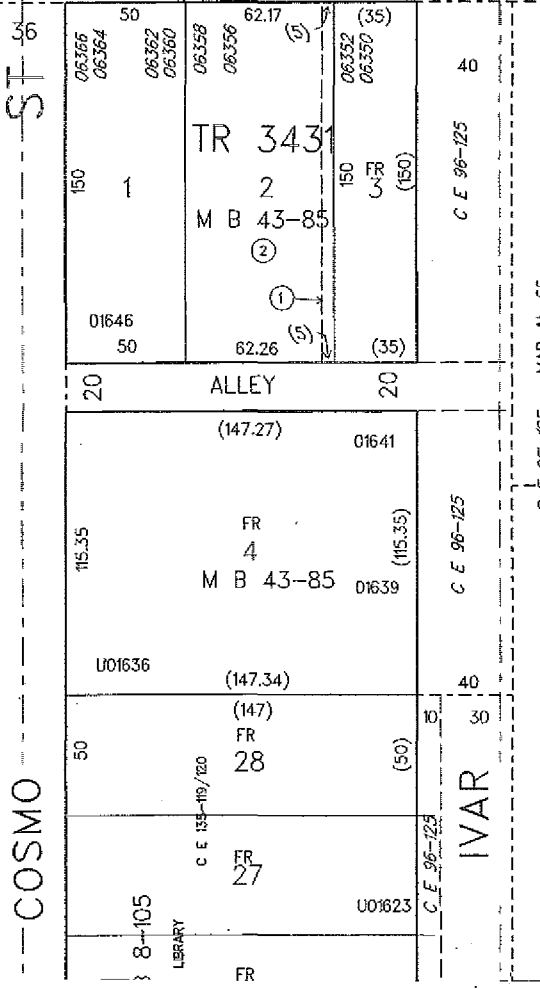 36
50
62.17
(5)
(35)
ST
06366
06364
06362
06360
06358
06356
06352
06350
40
TR 3431
150
1
2
150
FR
3
(150)
C E 96-125
M B 43-85
2
1
01646
(5)
50
62.26
(35)
20
ALLEY
20
(147.27)
01641
115.35
FR
4
(115.35)
C E 96-125
M B 43-85
01639
U01636
(147.34)
40
(147)
10
30
50
FR
28
(50)
C E 135-119/120
COSMO
FR
27
C E 96-125
IVAR
U01623
8-105
LIBRARY
FR